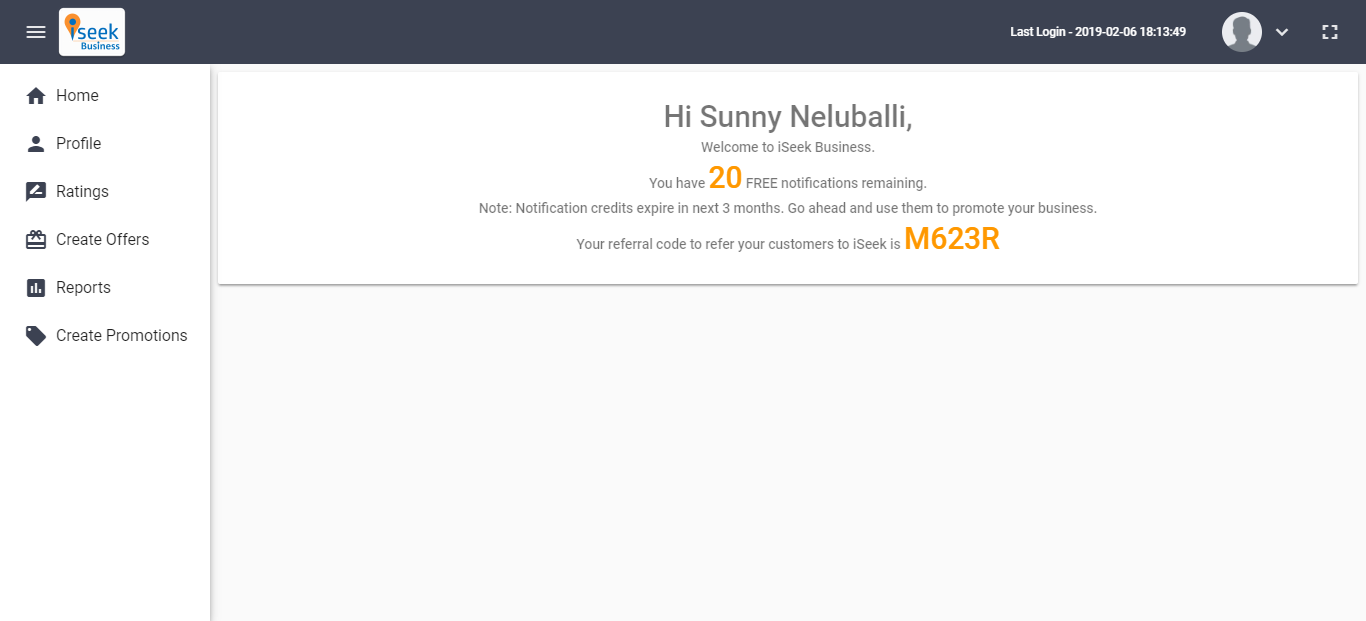 iseek
Business
Last Login - 2019-02-06 18:13:49
Home
Profile
Ratings
Create Offers
Reports
Create Promotions
Hi Sunny Neluballi,
Welcome to iSeek Business.
You have 20 FREE notifications remaining.
Note: Notification credits expire in next 3 months. Go ahead and use them to promote your business.
Your referral code to refer your customers to iSeek is M623R